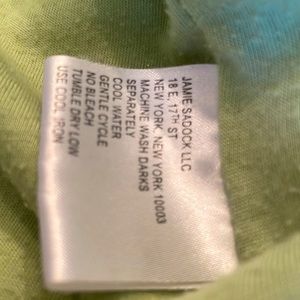 JAMIE SADOCK LLC
18 E. 17TH ST
NEW YORK, NEW YORK 10003
MACHINE WASH DARKS
SEPARATELY
COOL WATER
GENTLE CYCLE
NO BLEACH
TUMBLE DRY LOW
USE COOL IRON